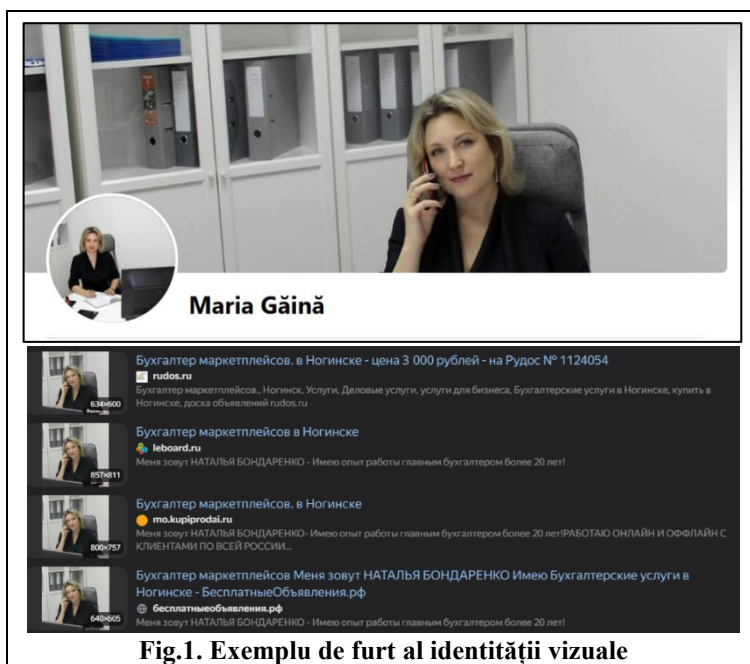 Maria Găină
Бухгалтер маркетплейсов. в Ногинске - цена 3 000 рублей - на Рудос № 1124054
rudos.ru
634×600
Бухгалтер маркетплейсов., Ногинск, Услуги, Деловые услуги, услуги для бизнеса, Бухгалтерские услуги в Ногинске, купить в
Ногинске, доска объявлений rudos.ru
Бухгалтер маркетплейсов в Ногинске
leboard.ru
857×811
Меня зовут НАТАЛЬЯ БОНДАРЕНКО - Имею опыт работы главным бухгалтером более 20 лет!
Бухгалтер маркетплейсов. в Ногинске
mo.kupiprodai.ru
800×757
Меня зовут НАТАЛЬЯ БОНДАРЕНКО- Имею опыт работы главным бухгалтером более 20 лет!РАБОТАЮ ОНЛАЙН И ОФФЛАЙН С
КЛИЕНТАМИ ПО ВСЕЙ РОССИИ...
Бухгалтер маркетплейсов Меня зовут НАТАЛЬЯ БОНДАРЕНКО Имею Бухгалтерские услуги в
Ногинске - БесплатныеОбъявления.рф
бесплатныеобъявления.рф
640×605
Меня зовут НАТАЛЬЯ БОНДАРЕНКО - Имею опыт работы главным бухгалтером более 20 лет!
Fig.1. Exemplu de furt al identității vizuale